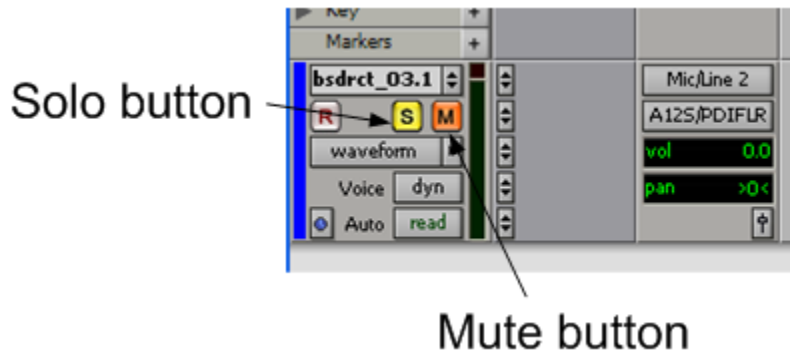 Key +
Markers +
bsdrct_03.1
Mic/Line 2
Solo button
R S M
A12S/PDIFLR
waveform
vol 0.0
Voice dyn
pan >0<
Auto read
Mute button